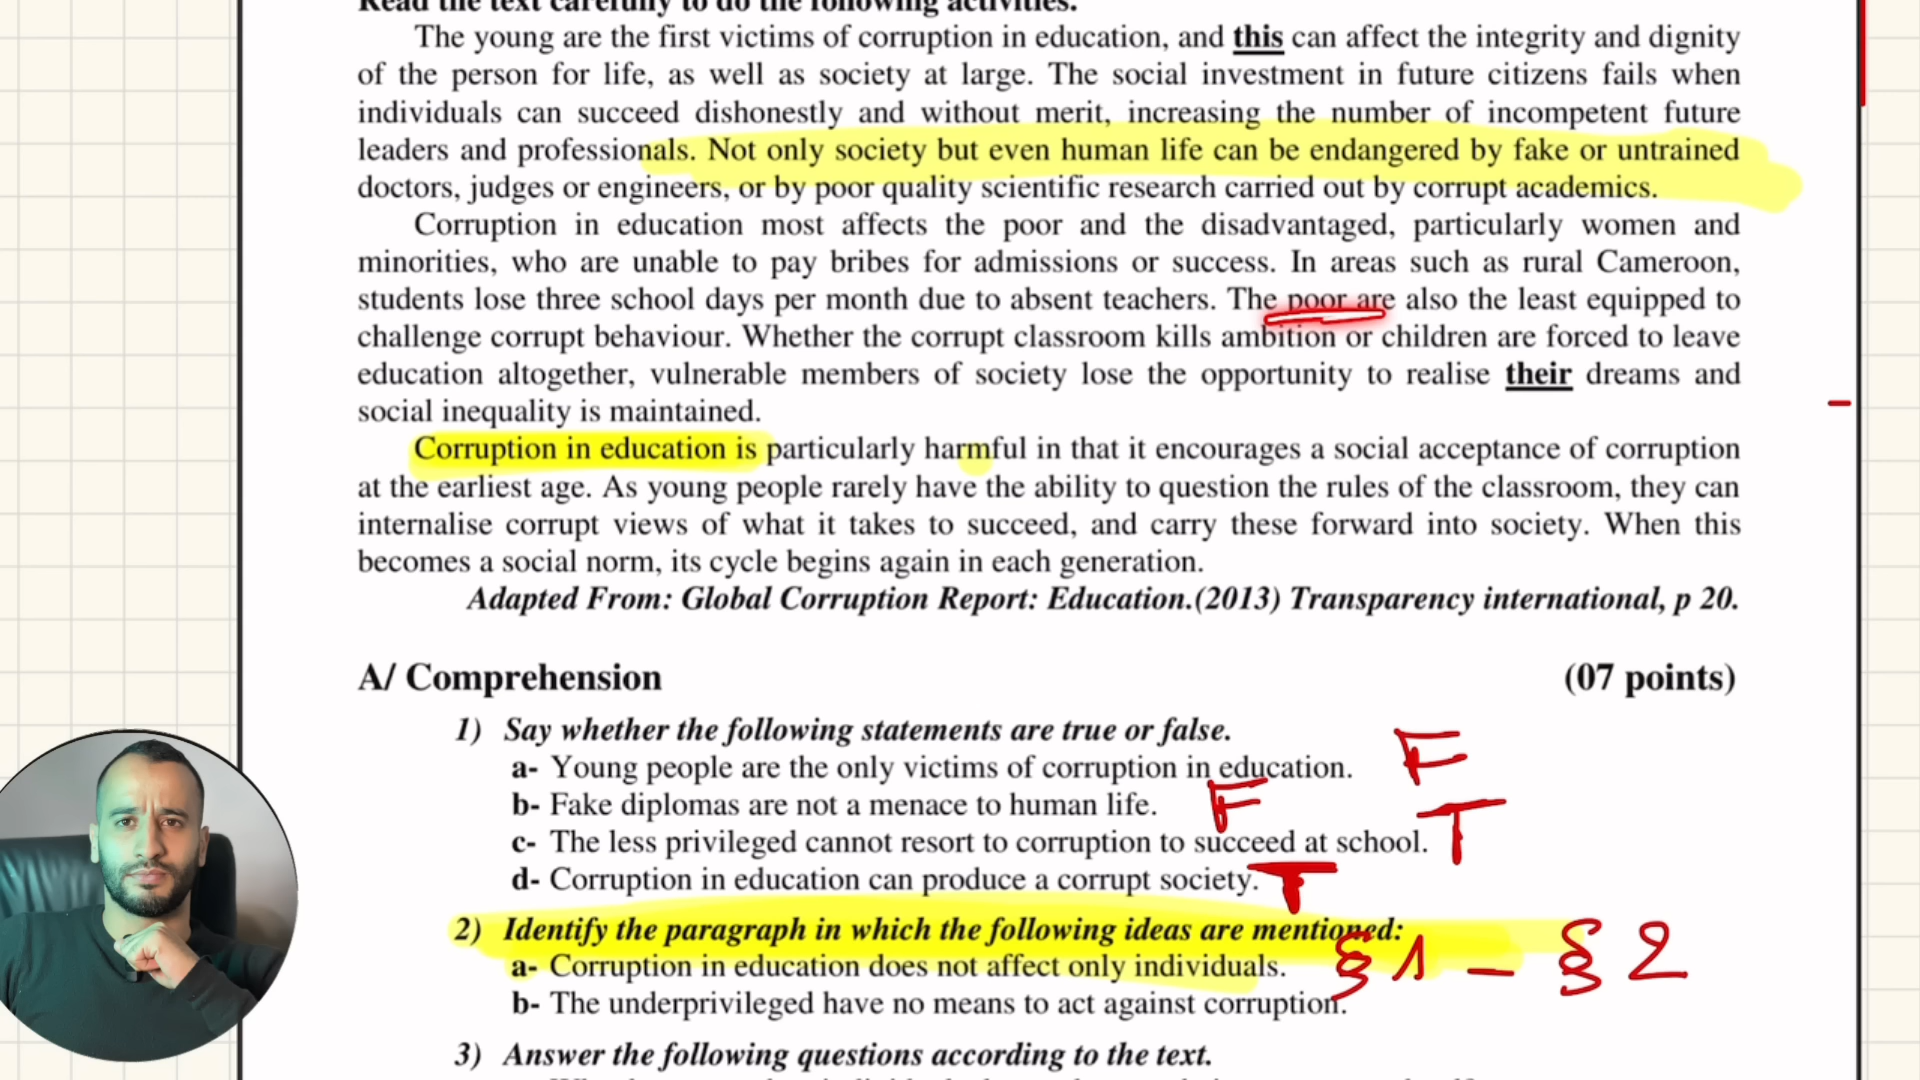 Read the text carefully to do the following activities.
The young are the first victims of corruption in education, and this can affect the integrity and dignity
of the person for life, as well as society at large. The social investment in future citizens fails when
individuals can succeed dishonestly and without merit, increasing the number of incompetent future
leaders and professionals. Not only society but even human life can be endangered by fake or untrained
doctors, judges or engineers, or by poor quality scientific research carried out by corrupt academics.
Corruption in education most affects the poor and the disadvantaged, particularly women and
minorities, who are unable to pay bribes for admissions or success. In areas such as rural Cameroon,
students lose three school days per month due to absent teachers. The poor are also the least equipped to
challenge corrupt behaviour. Whether the corrupt classroom kills ambition or children are forced to leave
education altogether, vulnerable members of society lose the opportunity to realise their dreams and
social inequality is maintained.
Corruption in education is particularly harmful in that it encourages a social acceptance of corruption
at the earliest age. As young people rarely have the ability to question the rules of the classroom, they can
internalise corrupt views of what it takes to succeed, and carry these forward into society. When this
becomes a social norm, its cycle begins again in each generation.
Adapted From: Global Corruption Report: Education.(2013) Transparency international, p 20.
A/ Comprehension (07 points)
1) Say whether the following statements are true or false.
a- Young people are the only victims of corruption in education. F
b- Fake diplomas are not a menace to human life. F
c- The less privileged cannot resort to corruption to succeed at school. T
d- Corruption in education can produce a corrupt society. T
2) Identify the paragraph in which the following ideas are mentioned:
a- Corruption in education does not affect only individuals. §1 - §2
b- The underprivileged have no means to act against corruption.
3) Answer the following questions according to the text.